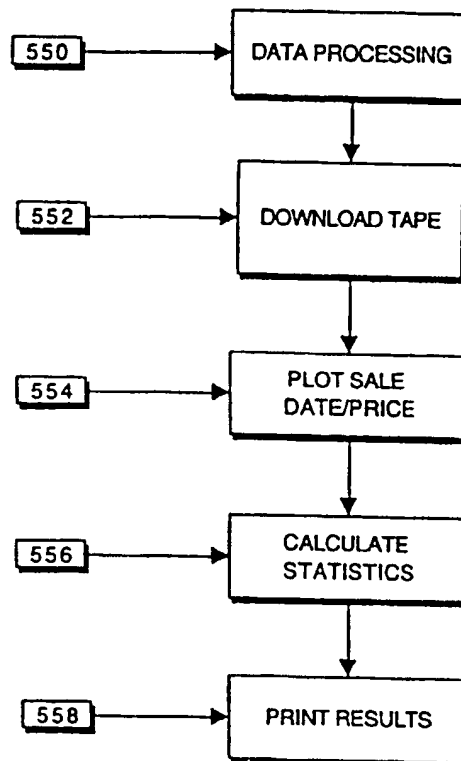 550
DATA PROCESSING
552
DOWNLOAD TAPE
554
PLOT SALE
DATE/PRICE
556
CALCULATE
STATISTICS
558
PRINT RESULTS